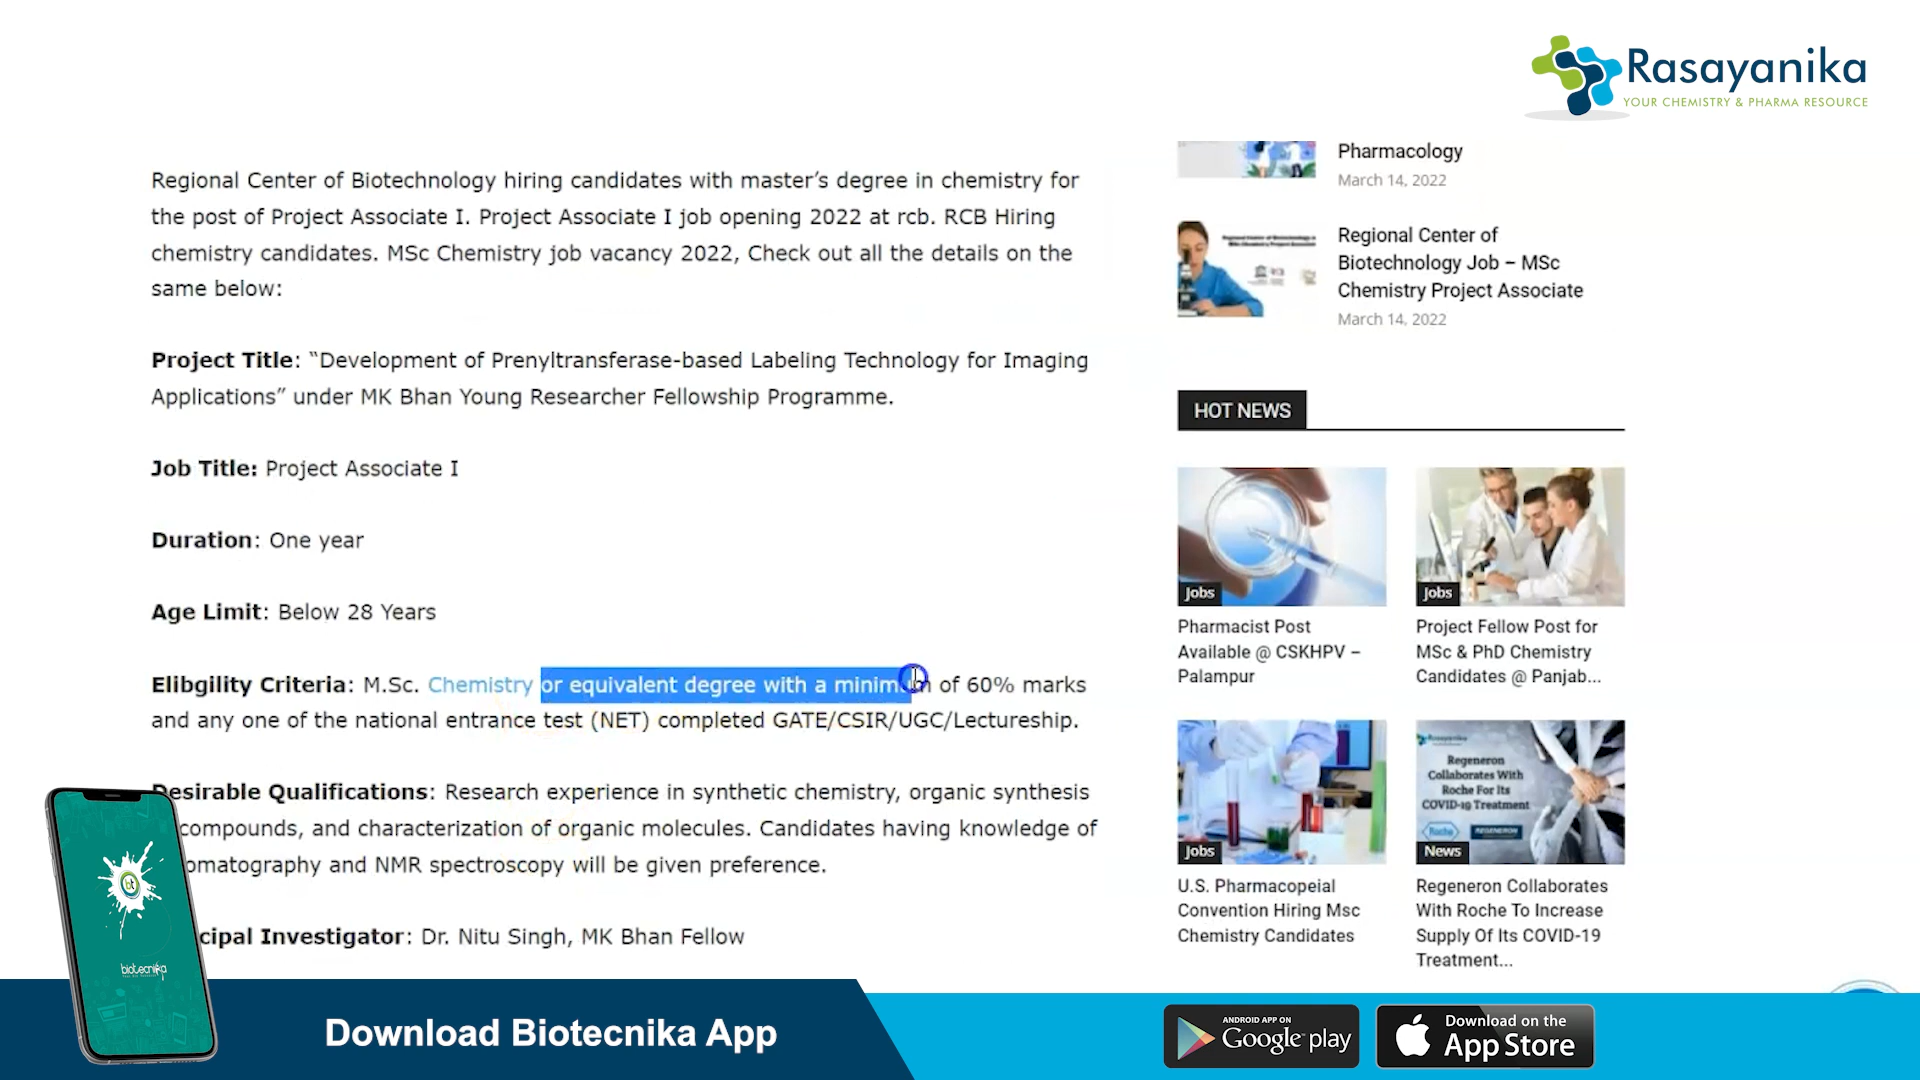 Rasayanika
YOUR CHEMISTRY & PHARMA RESOURCE
Regional Center of Biotechnology hiring candidates with master's degree in chemistry for
the post of Project Associate I. Project Associate I job opening 2022 at rcb. RCB Hiring
chemistry candidates. MSc Chemistry job vacancy 2022, Check out all the details on the
same below:
Project Title: “Development of Prenyltransferase-based Labeling Technology for Imaging
Applications” under MK Bhan Young Researcher Fellowship Programme.
Job Title: Project Associate I
Duration: One year
Age Limit: Below 28 Years
Elibgility Criteria: M.Sc. Chemistry or equivalent degree with a minimum of 60% marks
and any one of the national entrance test (NET) completed GATE/CSIR/UGC/Lectureship.
Desirable Qualifications: Research experience in synthetic chemistry, organic synthesis
compounds, and characterization of organic molecules. Candidates having knowledge of
omatography and NMR spectroscopy will be given preference.
cipal Investigator: Dr. Nitu Singh, MK Bhan Fellow
Pharmacology
March 14, 2022
Regional Center of
Biotechnology Job – MSc
Chemistry Project Associate
March 14, 2022
HOT NEWS
Jobs
Pharmacist Post
Available @ CSKHPV –
Palampur
Jobs
Project Fellow Post for
MSc & PhD Chemistry
Candidates @ Panjab...
Jobs
U.S. Pharmacopeial
Convention Hiring Msc
Chemistry Candidates
Rasayanika
Regeneron
Collaborates With
Roche For Its
COVID-19 Treatment
Roche
REGENERON
News
Regeneron Collaborates
With Roche To Increase
Supply Of Its COVID-19
Treatment...
bt
biotecnika
Download Biotecnika App
ANDROID APP ON
Google play
Download on the
App Store